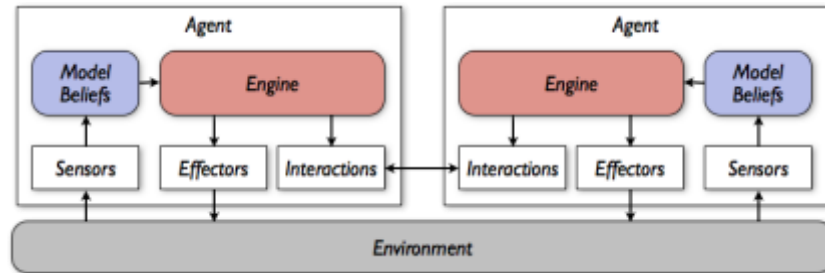 Agent
Agent
Model
Beliefs
Engine
Engine
Model
Beliefs
Sensors
Effectors
Interactions
Interactions
Effectors
Sensors
Environment